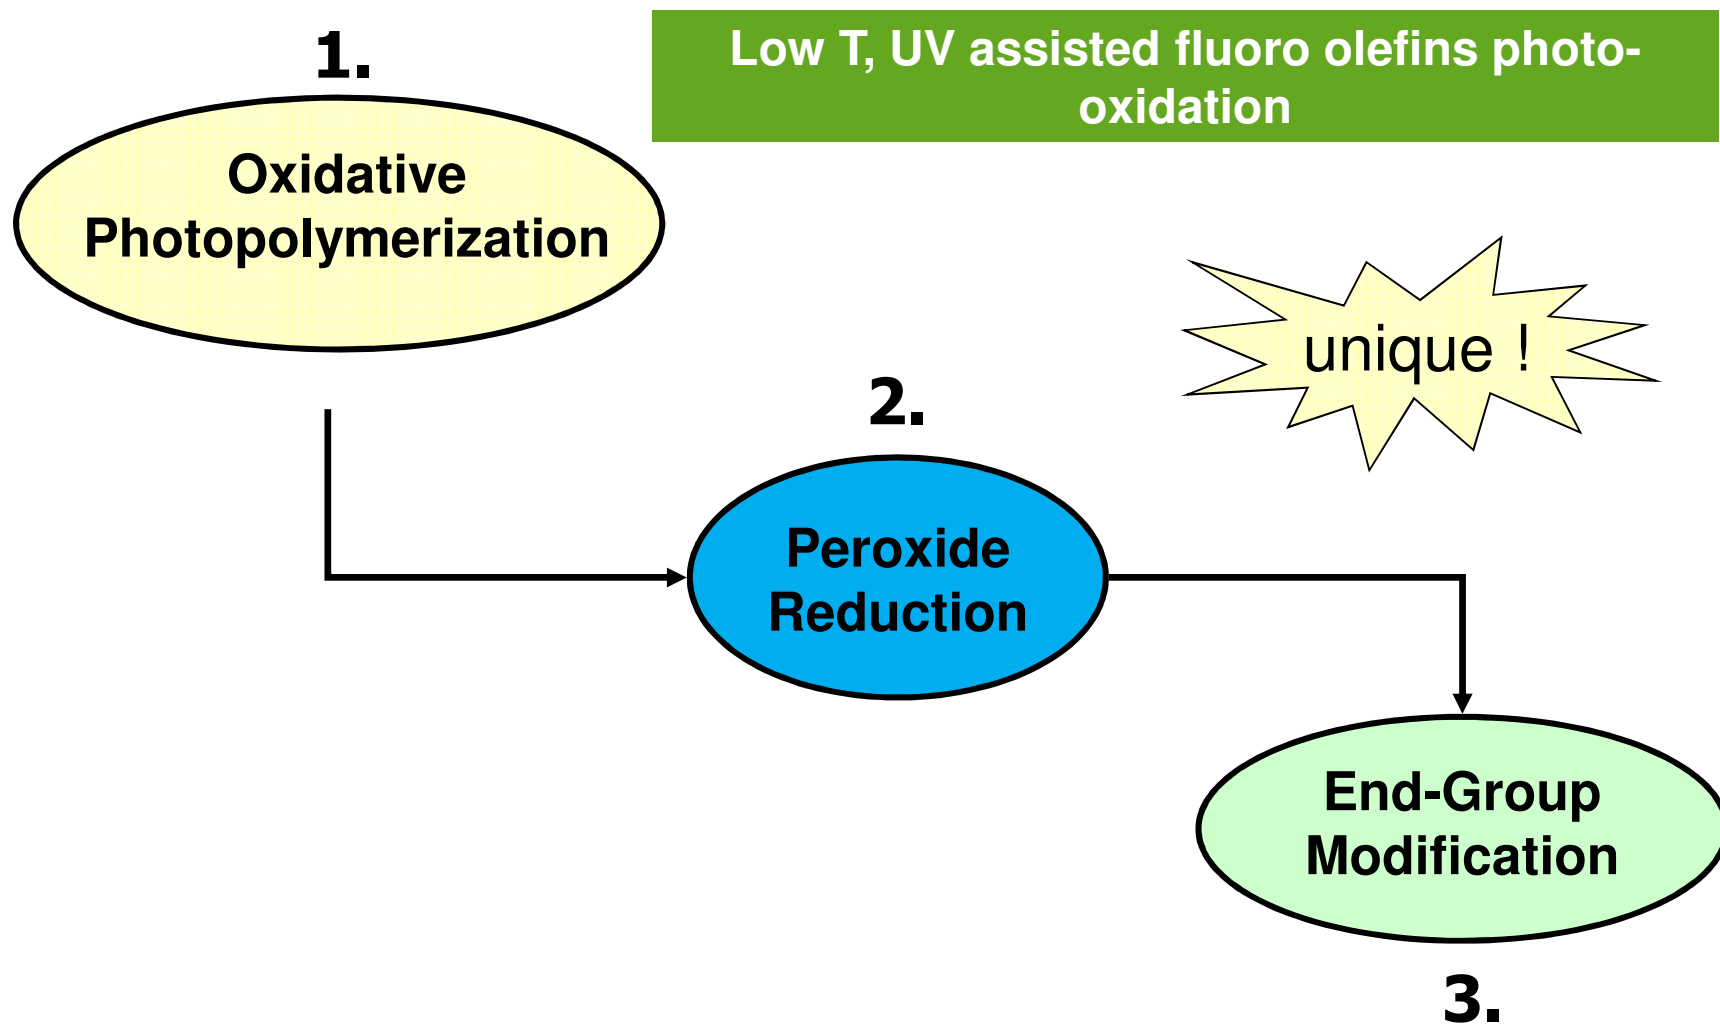 1.
Low T, UV assisted fluoro olefins photo-
oxidation
Oxidative
Photopolymerization
unique !
2.
Peroxide
Reduction
End-Group
Modification
3.